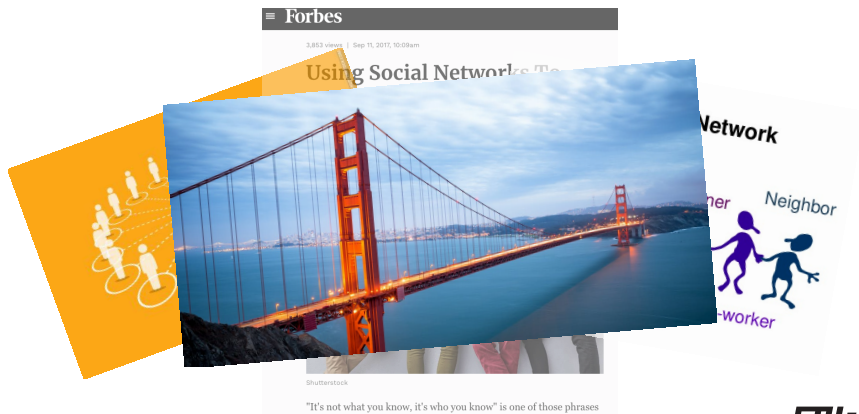 Forbes
3,853 views | Sep 11, 2017, 10:08am
Using Social Networks To
Network
Neighbor
-worker
Shutterstock
"It's not what you know, it's who you know" is one of those phrases